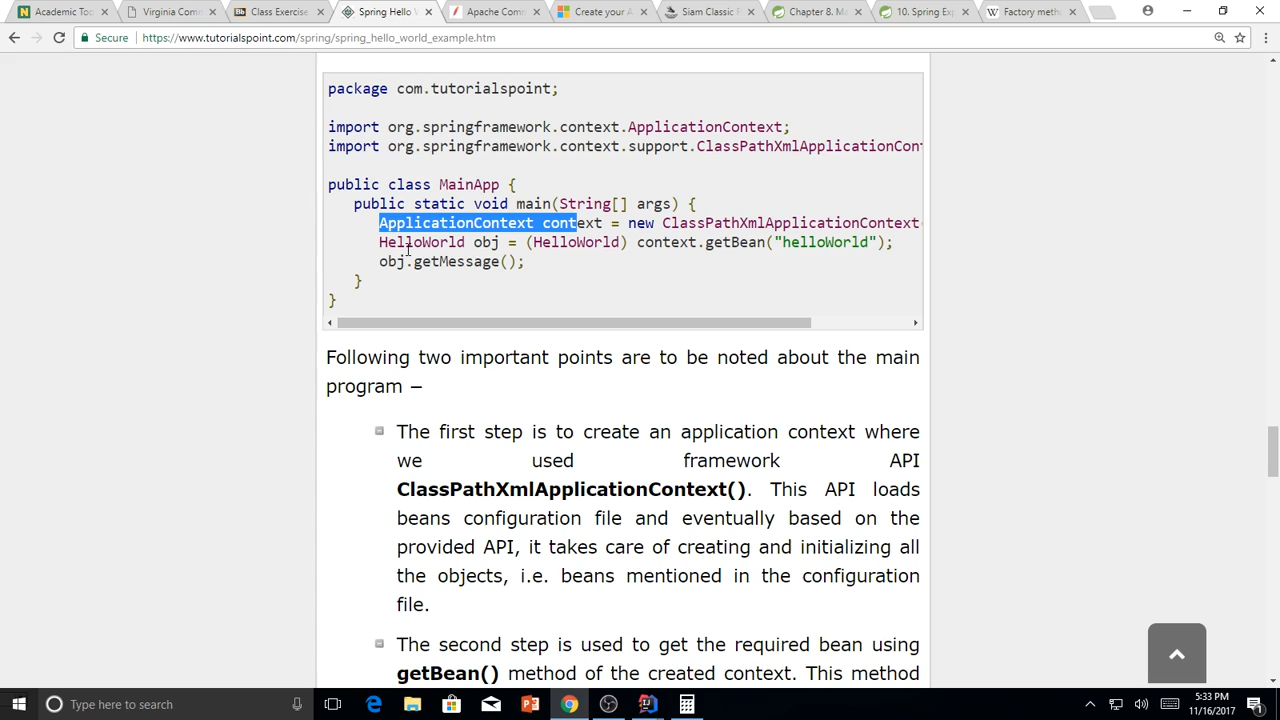 Academic Too
Virginia Com
Class Exercise
Spring Hello W
Apache Com
Create your A
Siam Classic R
Chapter 8. M
10. Spring Ex
Factory meth
Secure
https://www.tutorialspoint.com/spring/spring_hello_world_example.htm
package com.tutorialspoint;
import org.springframework.context.ApplicationContext;
import org.springframework.context.support.ClassPathXmlApplicationCont
public class MainApp {
public static void main(String[] args) {
ApplicationContext context = new ClassPathXmlApplicationContext(
HelloWorld obj = (HelloWorld) context.getBean("helloWorld");
obj.getMessage();
}
}
Following two important points are to be noted about the main
program −
The first step is to create an application context where
we used framework API
ClassPathXmlApplicationContext(). This API loads
beans configuration file and eventually based on the
provided API, it takes care of creating and initializing all
the objects, i.e. beans mentioned in the configuration
file.
The second step is used to get the required bean using
getBean() method of the created context. This method
Type here to search
5:33 PM
11/16/2017